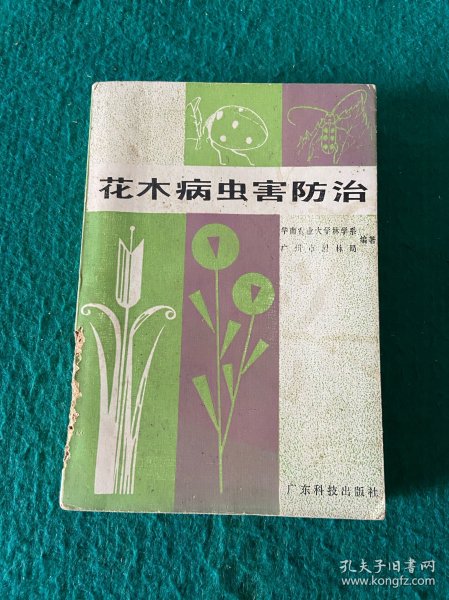 花木病虫害防治
华南农业大学林学系
广州市园林局
编著
广东科技出版社
孔夫子旧书网
www.kongfz.com